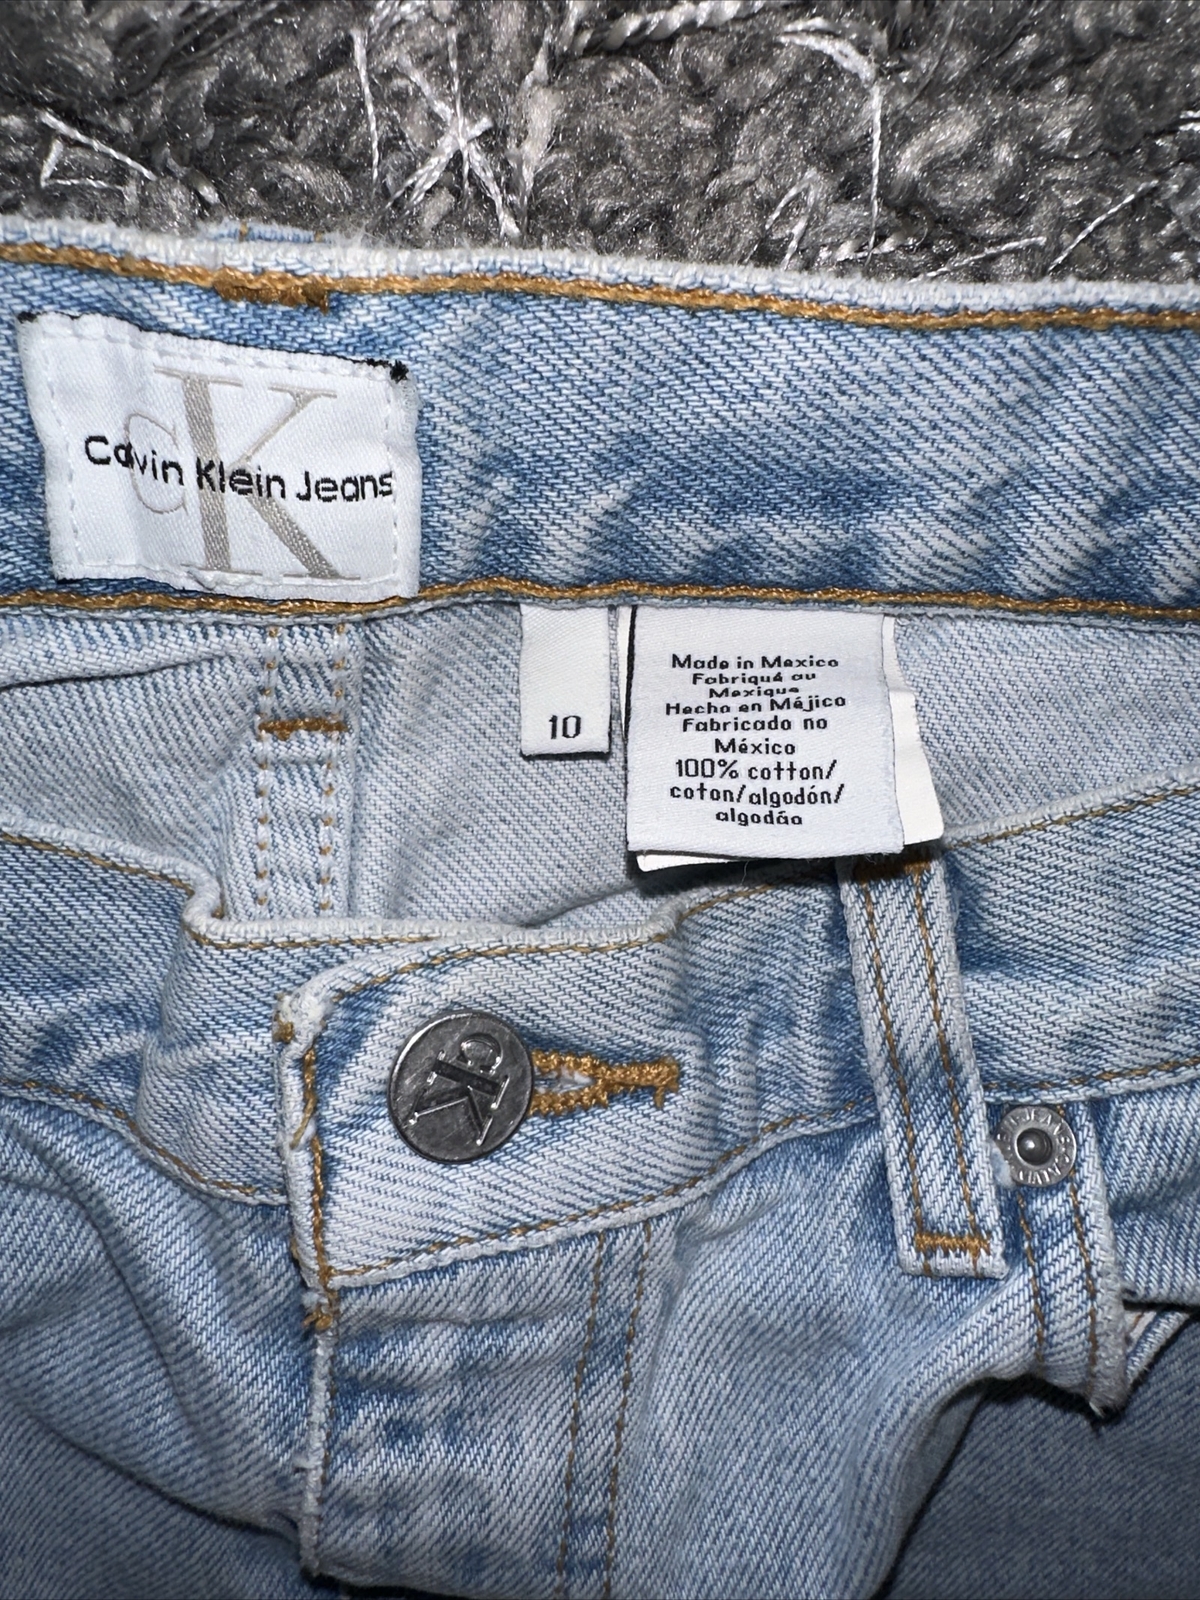 CK
Calvin Klein Jeans
10
Made in Mexico
Fabriqué au
Mexique
Hecho en Méjico
Fabricado no
México
100% cotton/
coton/algodón/
algodão
CK